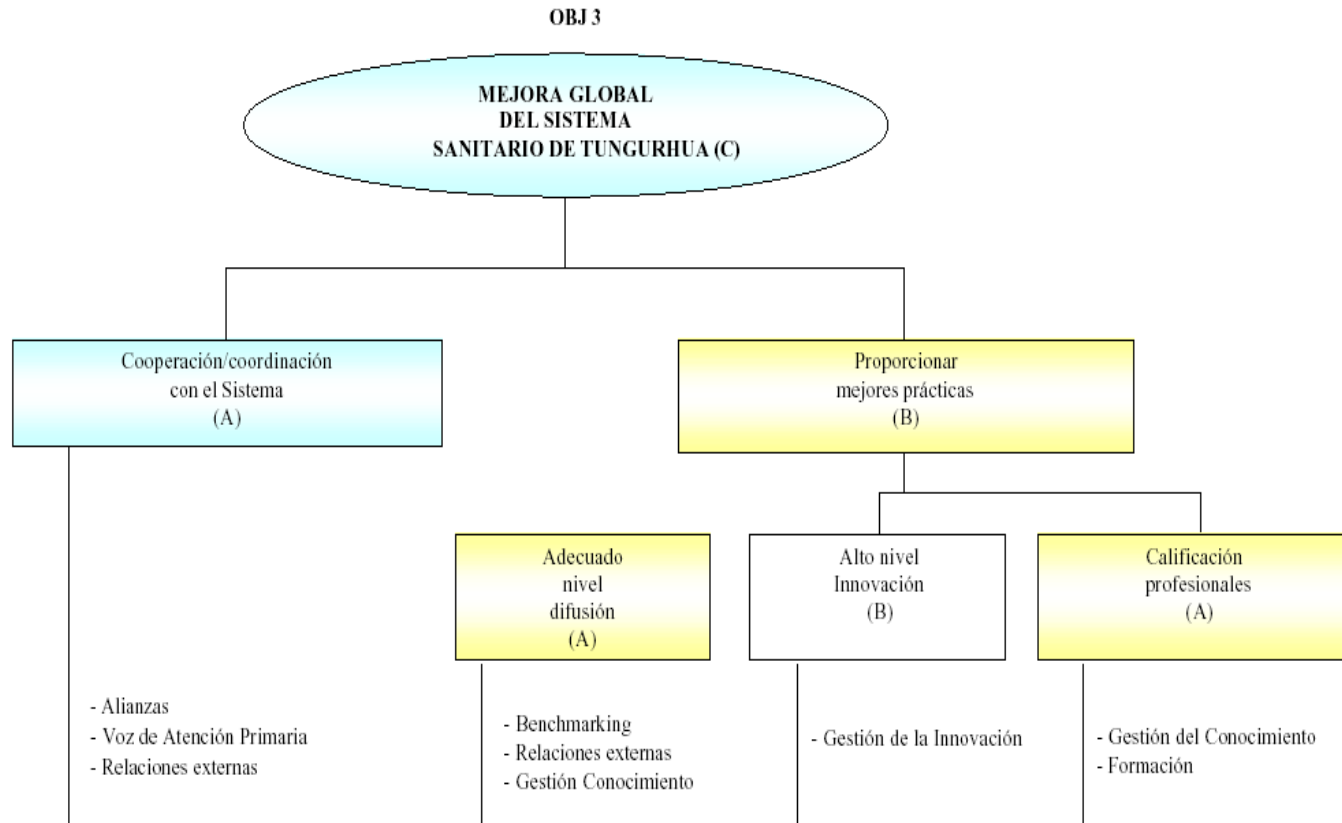 OBJ 3
MEJORA GLOBAL
DEL SISTEMA
SANITARIO DE TUNGURHUA (C)
Cooperación/coordinación
con el Sistema
(A)
Proporcionar
mejores prácticas
(B)
Adecuado
nivel
difusión
(A)
Alto nivel
Innovación
(B)
Calificación
profesionales
(A)
- Alianzas
- Voz de Atención Primaria
- Relaciones externas
- Benchmarking
- Relaciones externas
- Gestión Conocimiento
- Gestión de la Innovación
- Gestión del Conocimiento
- Formación